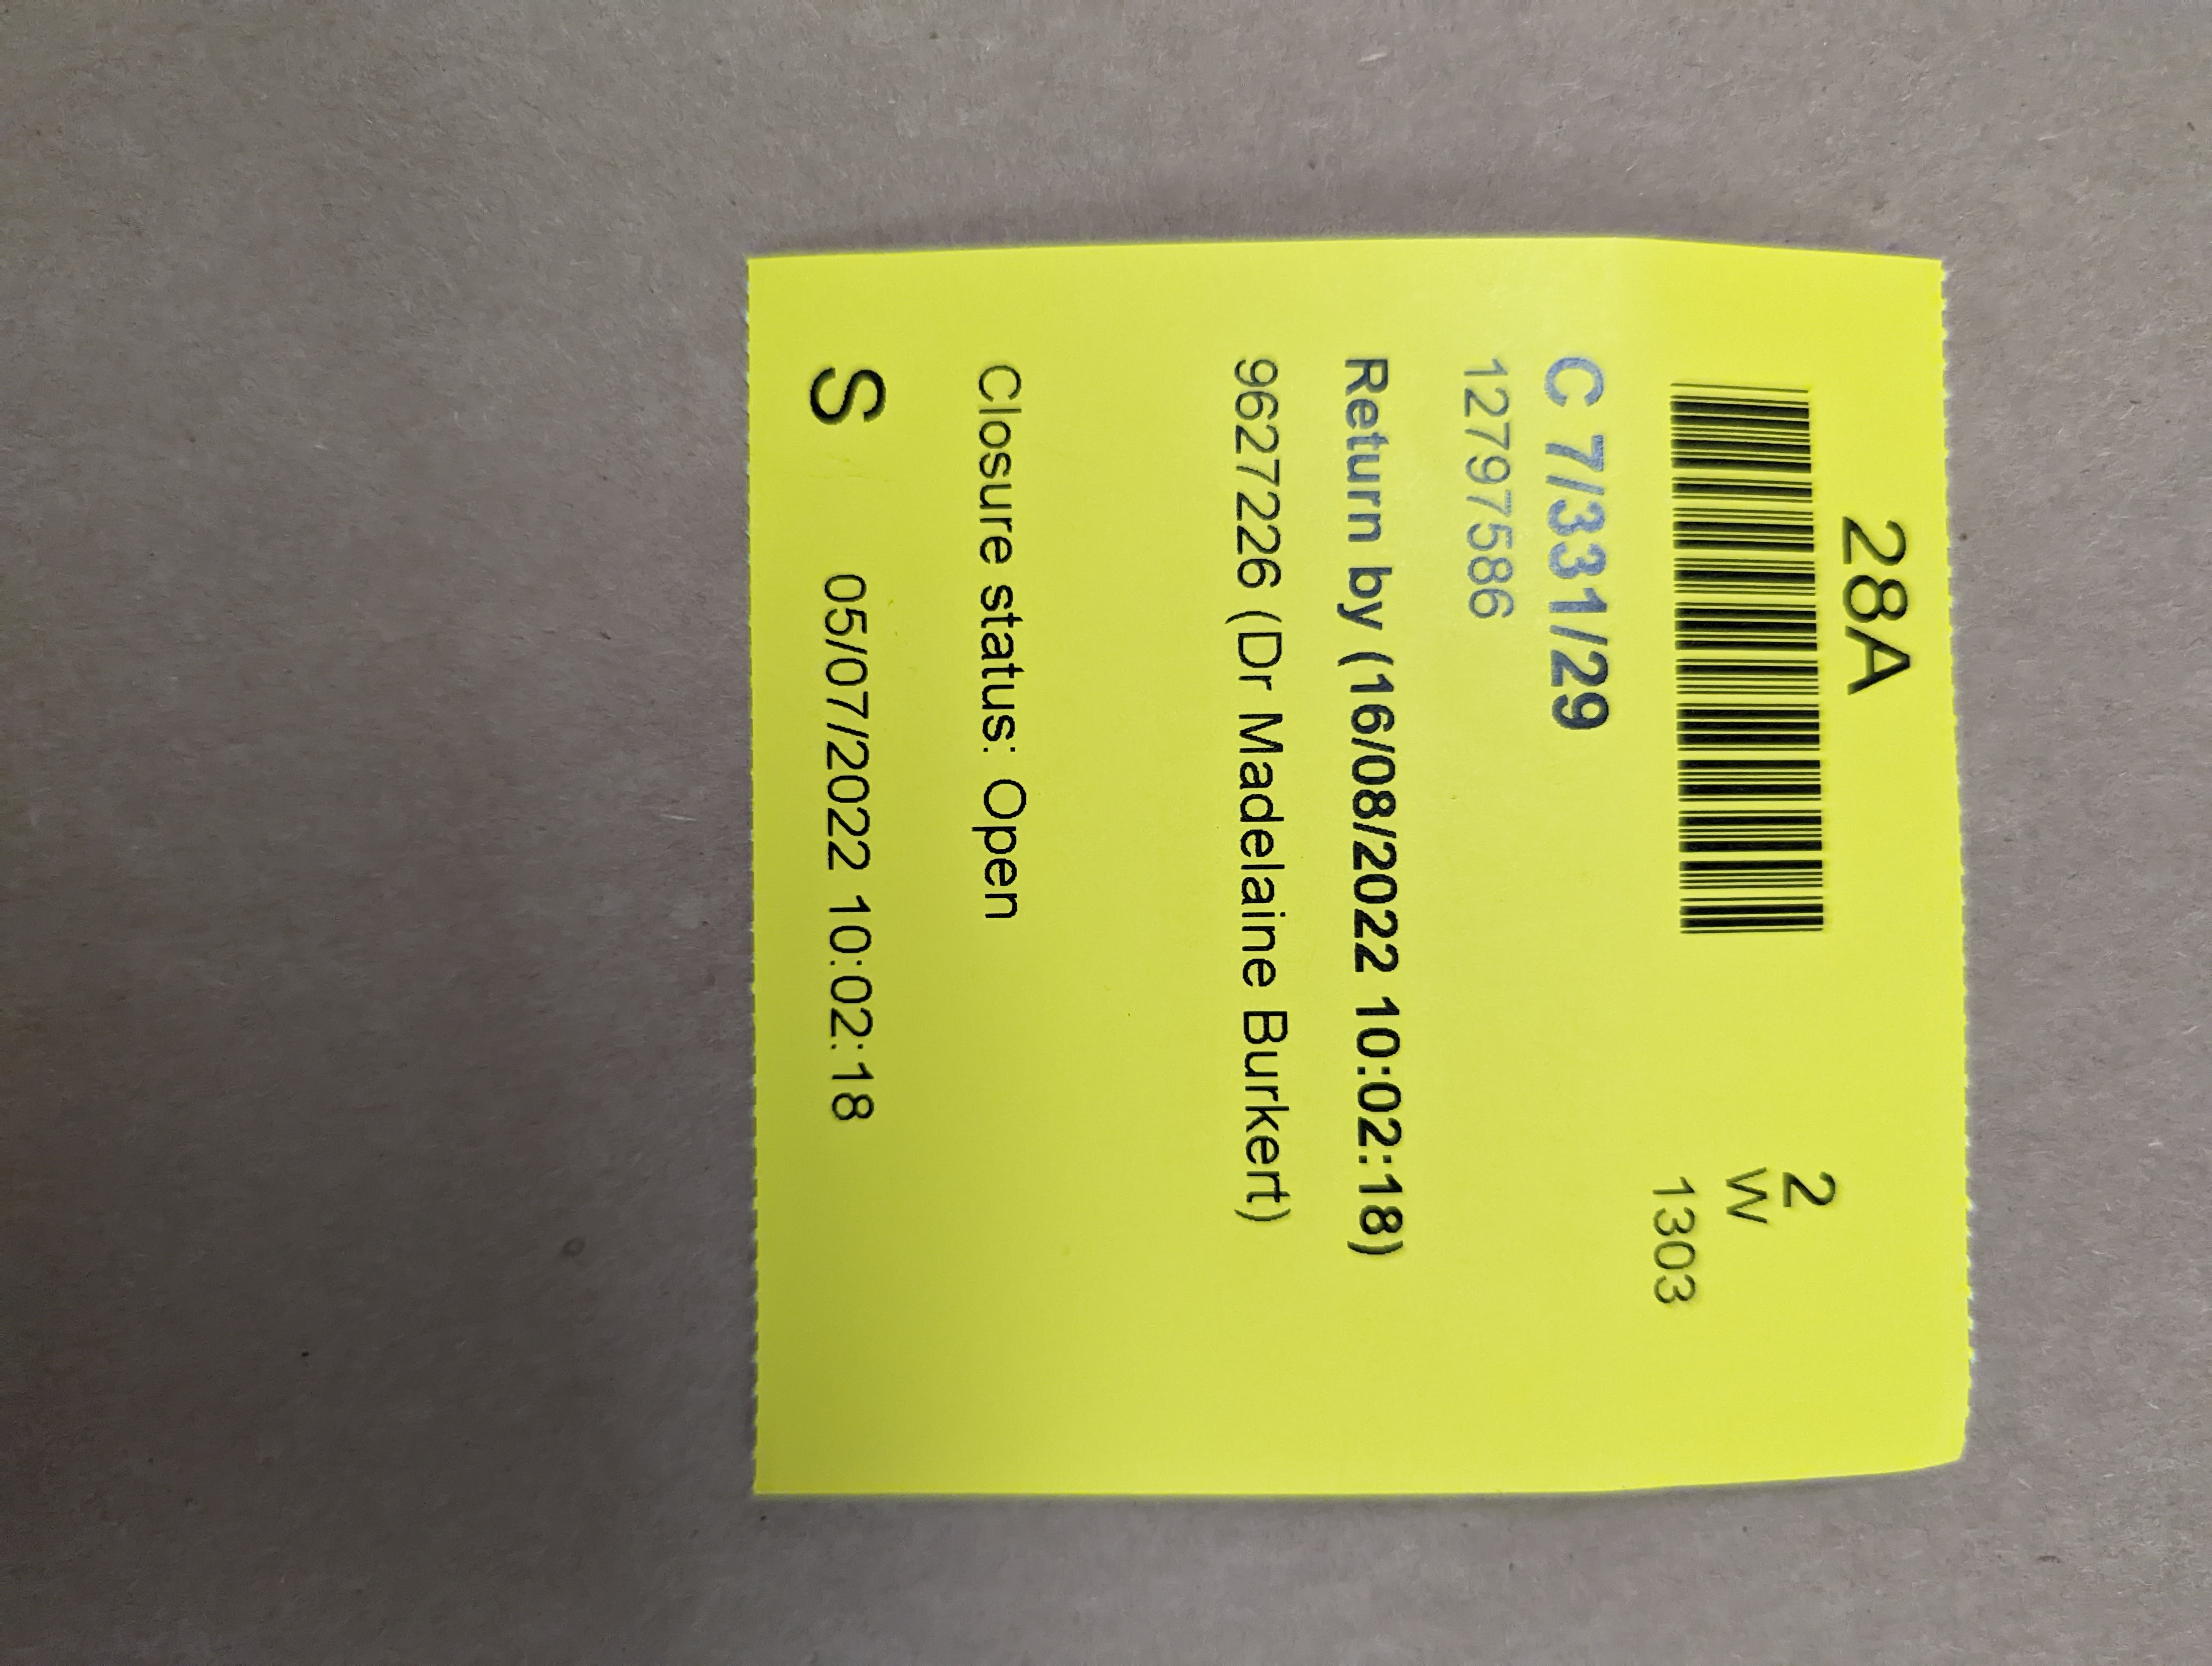 28A
2
W
1303
C 7/331/29
12797586
Return by (16/08/2022 10:02:18)
9627226 (Dr Madelaine Burkert)
Closure status: Open
S 05/07/2022 10:02:18